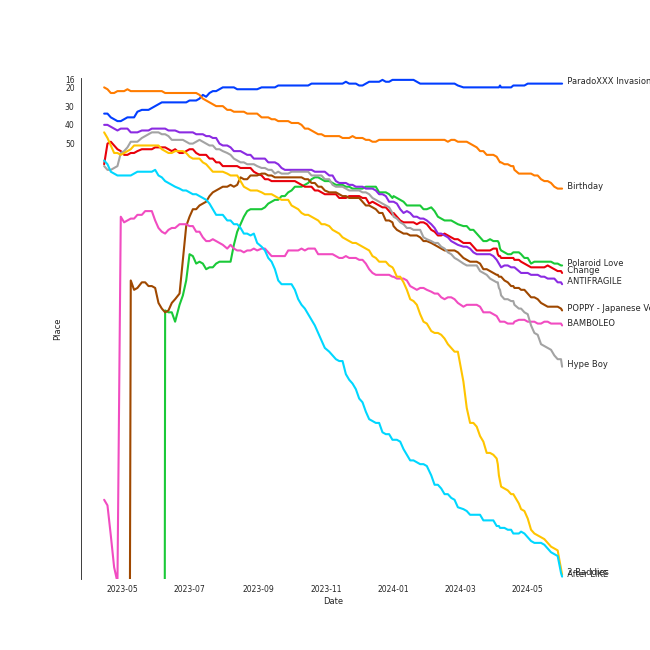 16
20
30
40
50
Place
ParadoXXX Invasion
Birthday
Polaroid Love
Change
ANTIFRAGILE
POPPY - Japanese Ve
BAMBOLEO
Hype Boy
2 Baddies
After LIKE
2023-05
2023-07
2023-09
2023-11
2024-01
2024-03
2024-05
Date